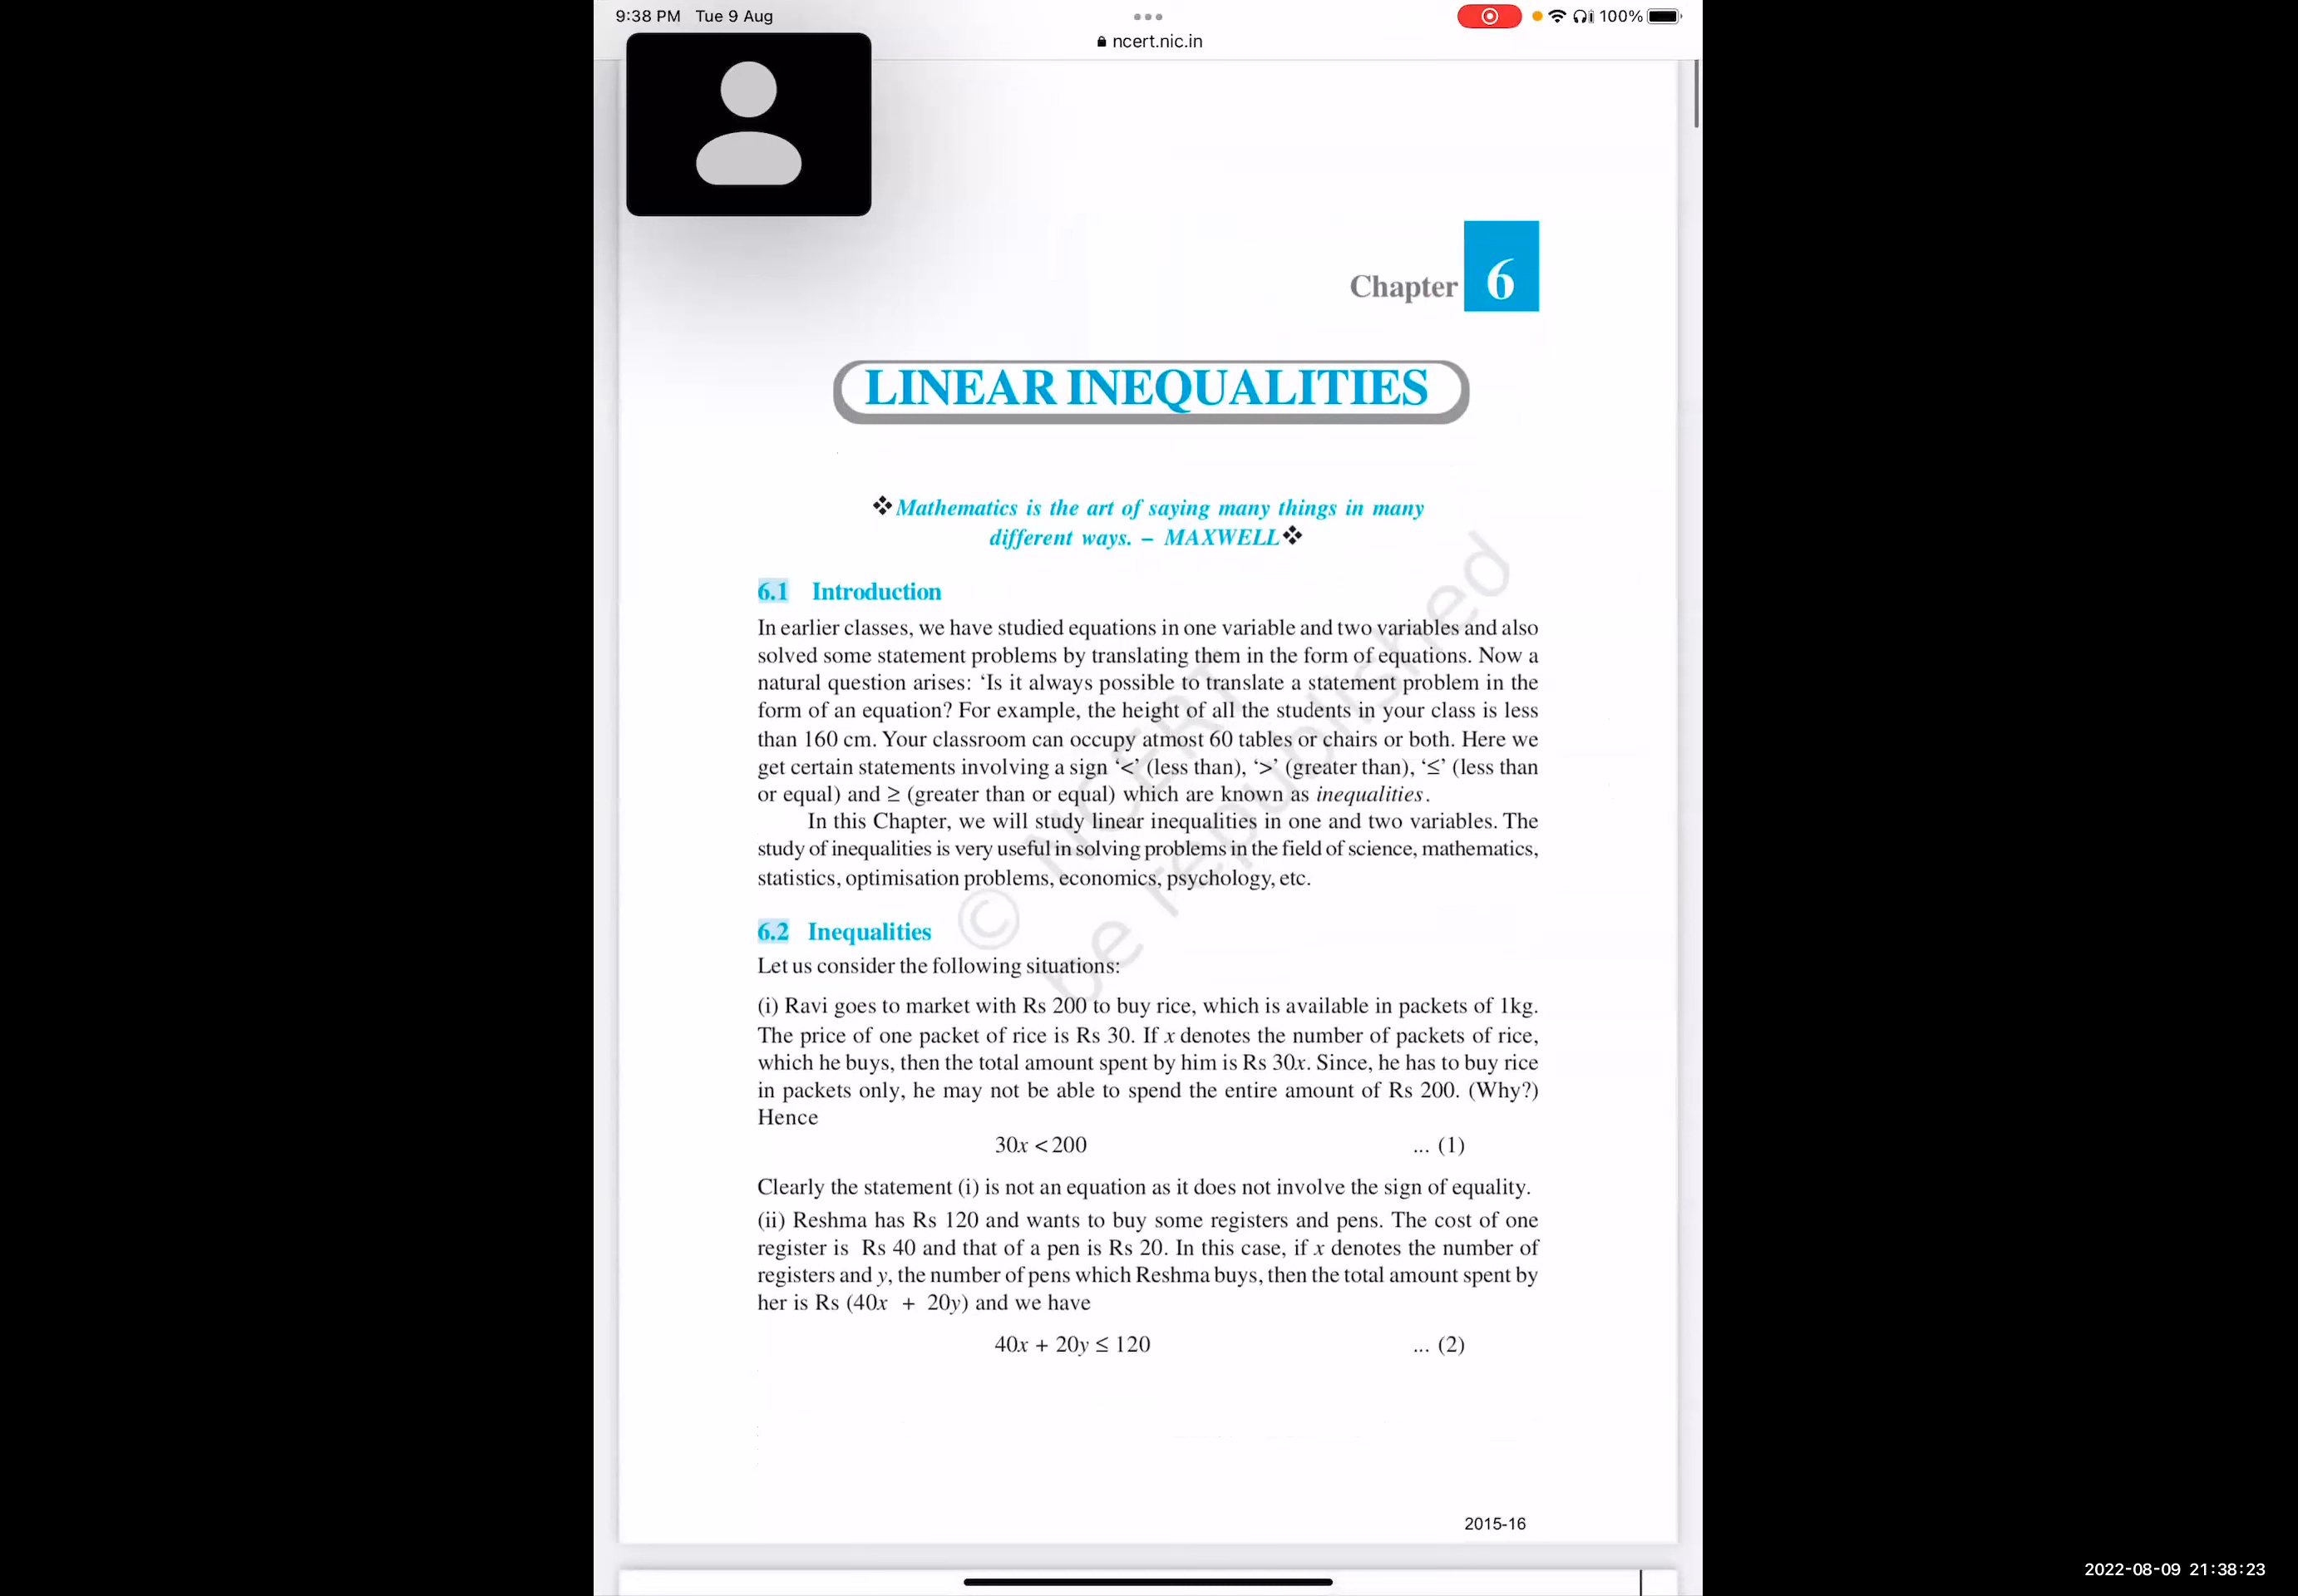 9:38 PM Tue 9 Aug
100%
ncert.nic.in
Chapter 6
LINEAR INEQUALITIES
❖Mathematics is the art of saying many things in many
different ways. – MAXWELL❖
6.1 Introduction
In earlier classes, we have studied equations in one variable and two variables and also
solved some statement problems by translating them in the form of equations. Now a
natural question arises: ‘Is it always possible to translate a statement problem in the
form of an equation? For example, the height of all the students in your class is less
than 160 cm. Your classroom can occupy atmost 60 tables or chairs or both. Here we
get certain statements involving a sign ‘<’ (less than), ‘>’ (greater than), ‘≤’ (less than
or equal) and ≥ (greater than or equal) which are known as inequalities.
In this Chapter, we will study linear inequalities in one and two variables. The
study of inequalities is very useful in solving problems in the field of science, mathematics,
statistics, optimisation problems, economics, psychology, etc.
6.2 Inequalities
Let us consider the following situations:
(i) Ravi goes to market with Rs 200 to buy rice, which is available in packets of 1kg.
The price of one packet of rice is Rs 30. If x denotes the number of packets of rice,
which he buys, then the total amount spent by him is Rs 30x. Since, he has to buy rice
in packets only, he may not be able to spend the entire amount of Rs 200. (Why?)
Hence
30x < 200 ... (1)
Clearly the statement (i) is not an equation as it does not involve the sign of equality.
(ii) Reshma has Rs 120 and wants to buy some registers and pens. The cost of one
register is Rs 40 and that of a pen is Rs 20. In this case, if x denotes the number of
registers and y, the number of pens which Reshma buys, then the total amount spent by
her is Rs (40x + 20y) and we have
40x + 20y ≤ 120 ... (2)
© NCERT
be republished
2015-16
2022-08-09 21:38:23